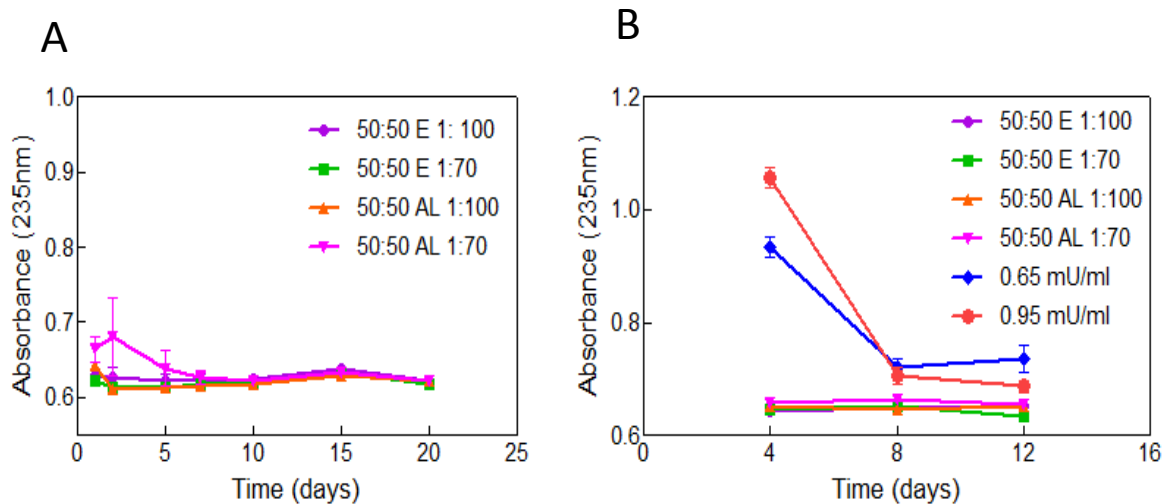 A
Absorbance (235nm)
1.0
0.9
0.8
0.7
0.6
0
5
10
15
20
25
Time (days)
50:50 E 1: 100
50:50 E 1:70
50:50 AL 1:100
50:50 AL 1:70
B
Absorbance (235nm)
1.2
1.0
0.8
0.6
0
4
8
12
16
Time (days)
50:50 E 1:100
50:50 E 1:70
50:50 AL 1:100
50:50 AL 1:70
0.65 mU/ml
0.95 mU/ml